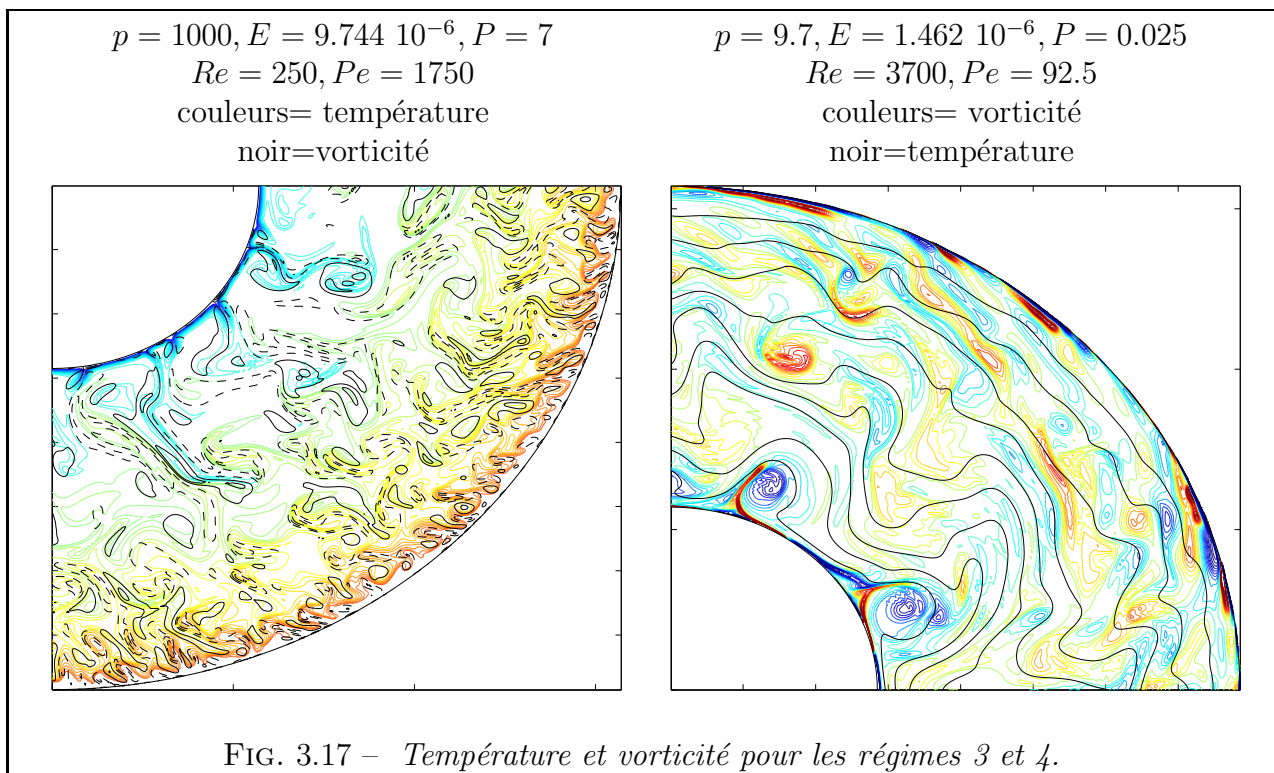 p = 1000, E = 9.744 10⁻⁶, P = 7
Re = 250, Pe = 1750
couleurs= température
noir=vorticité
p = 9.7, E = 1.462 10⁻⁶, P = 0.025
Re = 3700, Pe = 92.5
couleurs= vorticité
noir=température
FIG. 3.17 – Température et vorticité pour les régimes 3 et 4.